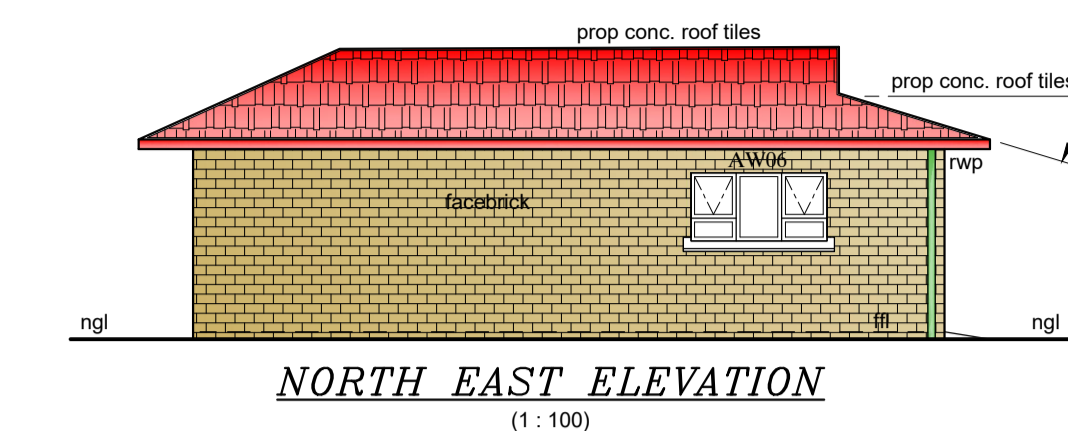 prop conc. roof tiles
prop conc. roof tiles
AW06
rwp
facebrick
ngl
ffl
ngl
NORTH EAST ELEVATION
(1 : 100)